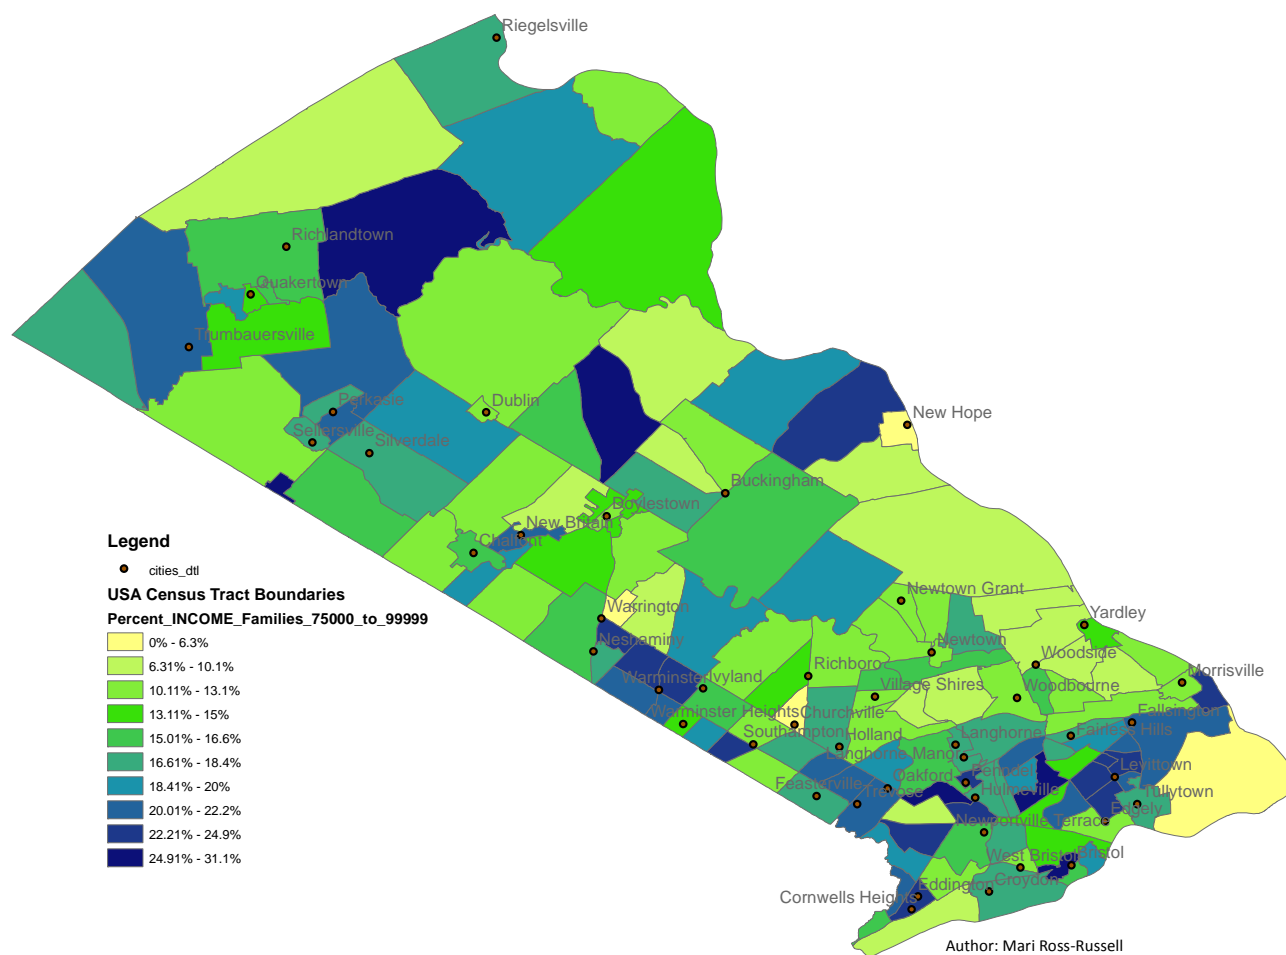 Riegelsville
Richlandtown
Quakertown
Trumbauersville
Perkasie
Dublin
New Hope
Sellersville
Silverdale
Buckingham
Doylestown
New Britain
Chalfont
Legend
cities_dtl
USA Census Tract Boundaries
Percent_INCOME_Families_75000_to_99999
0% - 6.3%
6.31% - 10.1%
10.11% - 13.1%
13.11% - 15%
15.01% - 16.6%
16.61% - 18.4%
18.41% - 20%
20.01% - 22.2%
22.21% - 24.9%
24.91% - 31.1%
Newtown Grant
Warrington
Yardley
Neshaminy
Newtown
Woodside
Richboro
Morrisville
Warminster
Ivyland
Village Shires
Woodbourne
Warminster Heights
Churchville
Fallsington
Southampton
Holland
Langhorne
Fairless Hills
Langhorne Manor
Oakford
Penndel
Levittown
Feasterville
Trevose
Hulmeville
Tullytown
Edgely
Newportville Terrace
West Bristol
Bristol
Eddington
Croydon
Cornwells Heights
Author: Mari Ross-Russell